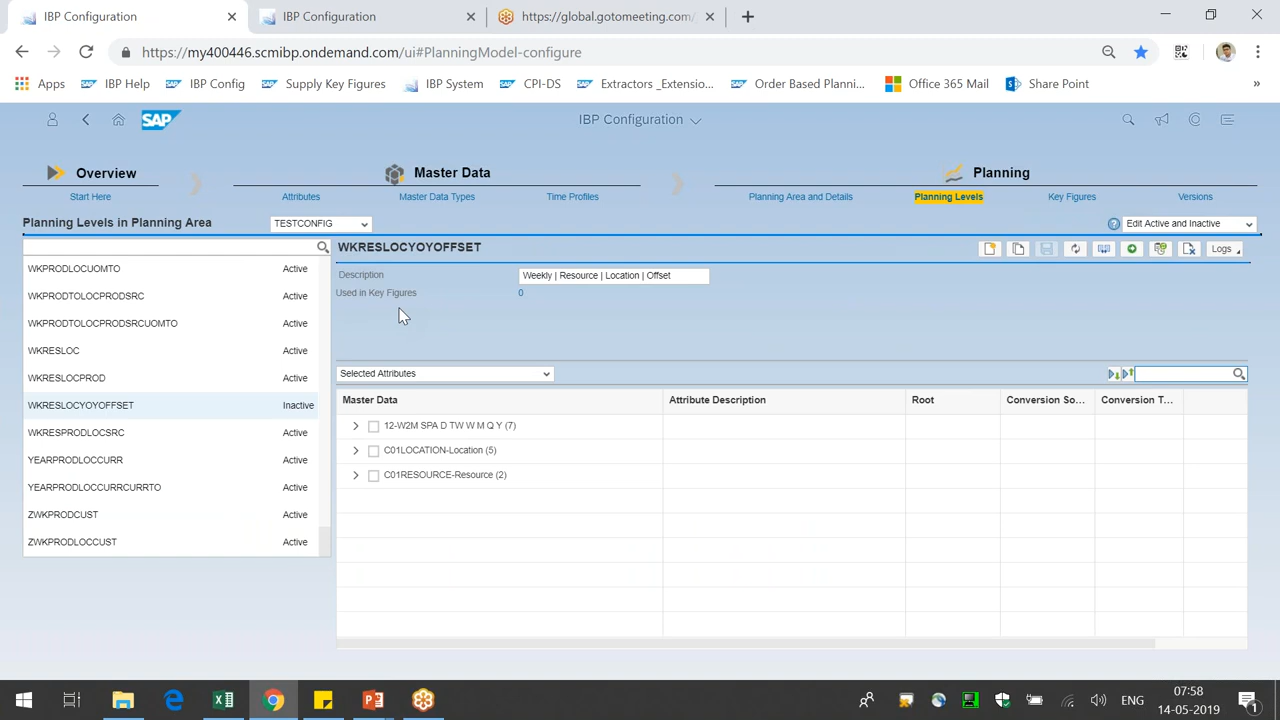 IBP Configuration
IBP Configuration
https://global.gotomeeting.com/
https://my400446.scmibp.ondemand.com/ui#PlanningModel-configure
Apps
IBP Help
IBP Config
Supply Key Figures
IBP System
CPI-DS
Extractors _Extensio...
Order Based Planni...
Office 365 Mail
Share Point
»
SAP
IBP Configuration
Overview
Master Data
Planning
Start Here
Attributes
Master Data Types
Time Profiles
Planning Area and Details
Planning Levels
Key Figures
Versions
Planning Levels in Planning Area
TESTCONFIG
Edit Active and Inactive
WKRESLOCYOYOFFSET
Logs
Description
Weekly | Resource | Location | Offset
Used in Key Figures
0
WKPRODLOCUOMTO Active
WKPRODTOLOCPRODSRC Active
WKPRODTOLOCPRODSRCUOMTO Active
WKRESLOC Active
WKRESLOCPROD Active
WKRESLOCYOYOFFSET Inactive
WKRESPRODLOCSRC Active
YEARPRODLOCCURR Active
YEARPRODLOCCURRCURRTO Active
ZWKPRODCUST Active
ZWKPRODLOCCUST Active
Selected Attributes
Master Data Attribute Description Root Conversion So... Conversion T...
12-W2M SPA D TW W M Q Y (7)
C01LOCATION-Location (5)
C01RESOURCE-Resource (2)
ENG
07:58
14-05-2019
1